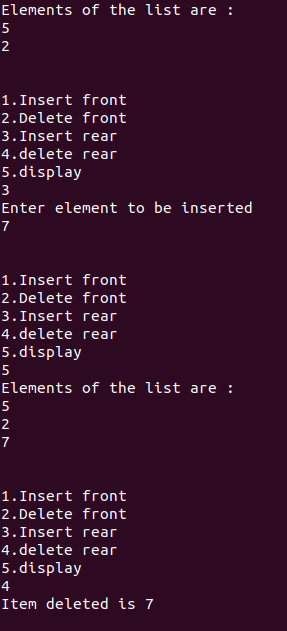 Elements of the list are :
5
2
1.Insert front
2.Delete front
3.Insert rear
4.delete rear
5.display
3
Enter element to be inserted
7
1.Insert front
2.Delete front
3.Insert rear
4.delete rear
5.display
5
Elements of the list are :
5
2
7
1.Insert front
2.Delete front
3.Insert rear
4.delete rear
5.display
4
Item deleted is 7